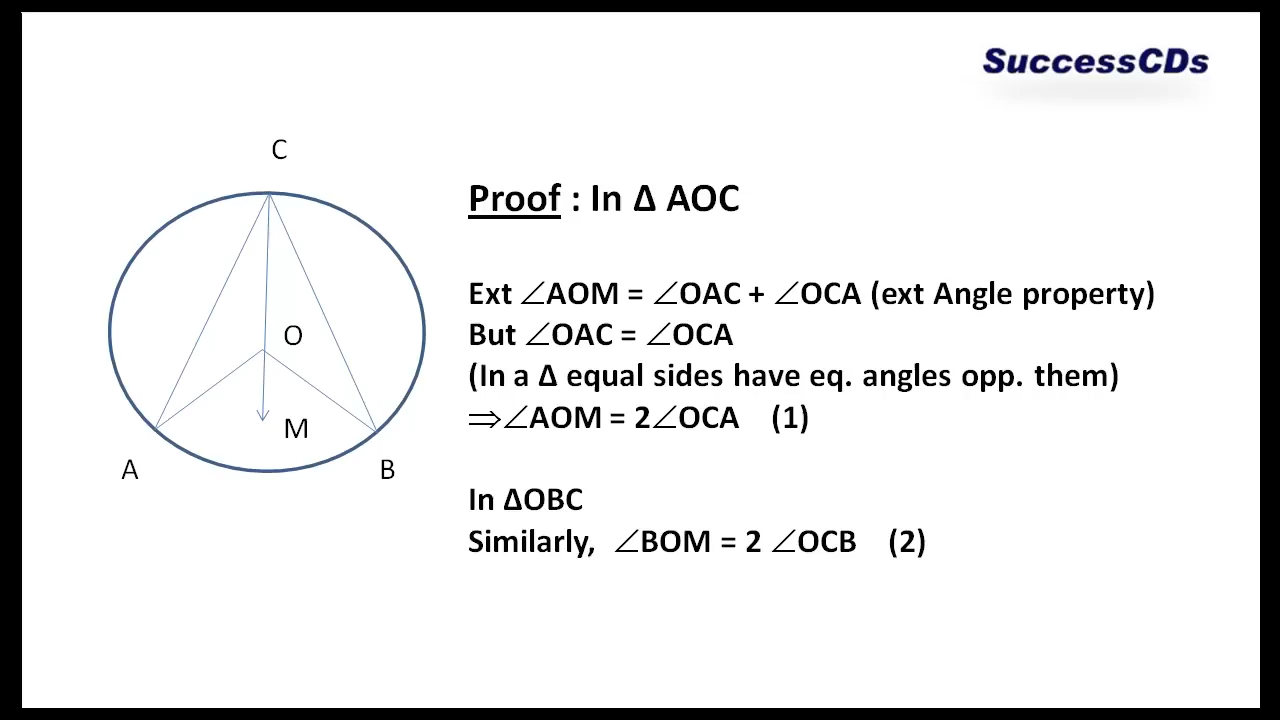 SuccessCDs
C
Proof : In Δ AOC
Ext ∠AOM = ∠OAC + ∠OCA (ext Angle property)
But ∠OAC = ∠OCA
O
(In a Δ equal sides have eq. angles opp. them)
⇒∠AOM = 2∠OCA (1)
M
A
B
In ΔOBC
Similarly, ∠BOM = 2 ∠OCB (2)